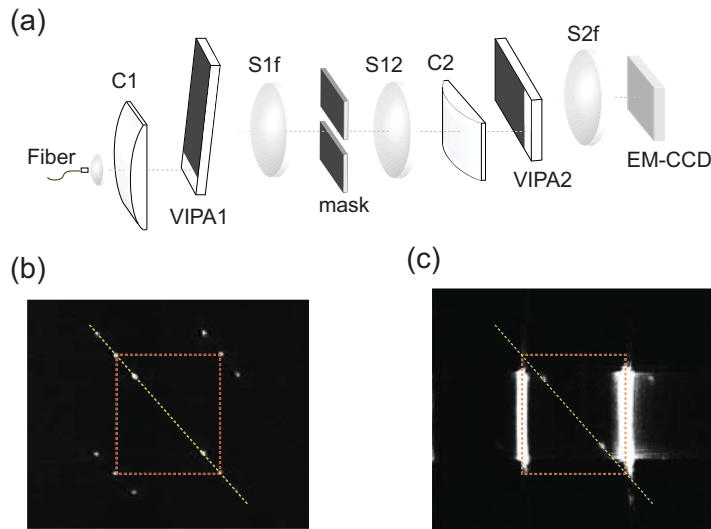 (a)
S2f
S1f
S12
C2
C1
Fiber
EM-CCD
VIPA2
VIPA1
mask
(b)
(c)